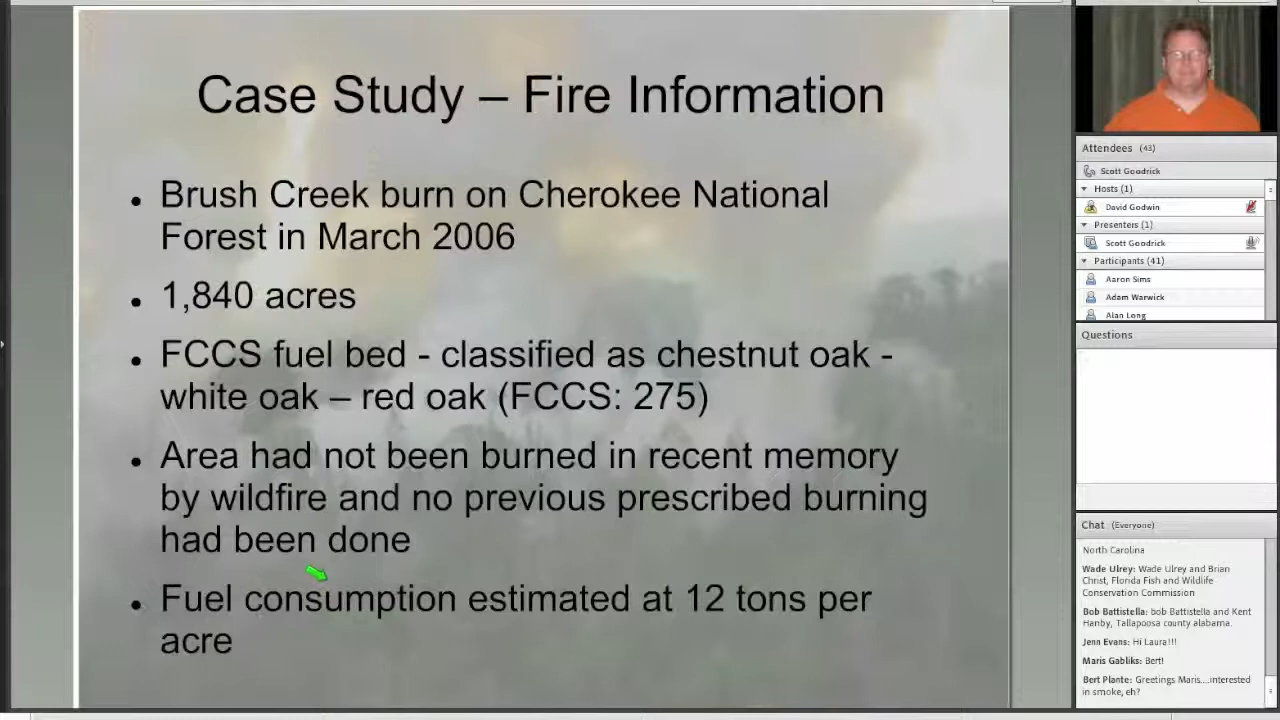 Case Study – Fire Information
• Brush Creek burn on Cherokee National
Forest in March 2006
• 1,840 acres
• FCCS fuel bed - classified as chestnut oak -
white oak – red oak (FCCS: 275)
• Area had not been burned in recent memory
by wildfire and no previous prescribed burning
had been done
• Fuel consumption estimated at 12 tons per
acre
Attendees (43)
Scott Goodrick
Hosts (1)
David Godwin
Presenters (1)
Scott Goodrick
Participants (41)
Aaron Sims
Adam Warwick
Alan Long
Questions
Chat (Everyone)
North Carolina
Wade Ulrey: Wade Ulrey and Brian
Christ, Florida Fish and Wildlife
Conservation Commission
Bob Battistella: bob Battistella and Kent
Hanby, Tallapoosa county alabama.
Jenn Evans: Hi Laura!!!
Maris Gabliks: Bert!
Bert Plante: Greetings Maris....interested
in smoke, eh?